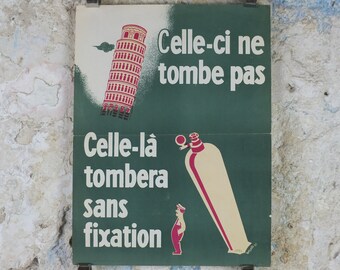 Celle-ci ne
tombe pas
Celle-là
tombera
sans
fixation